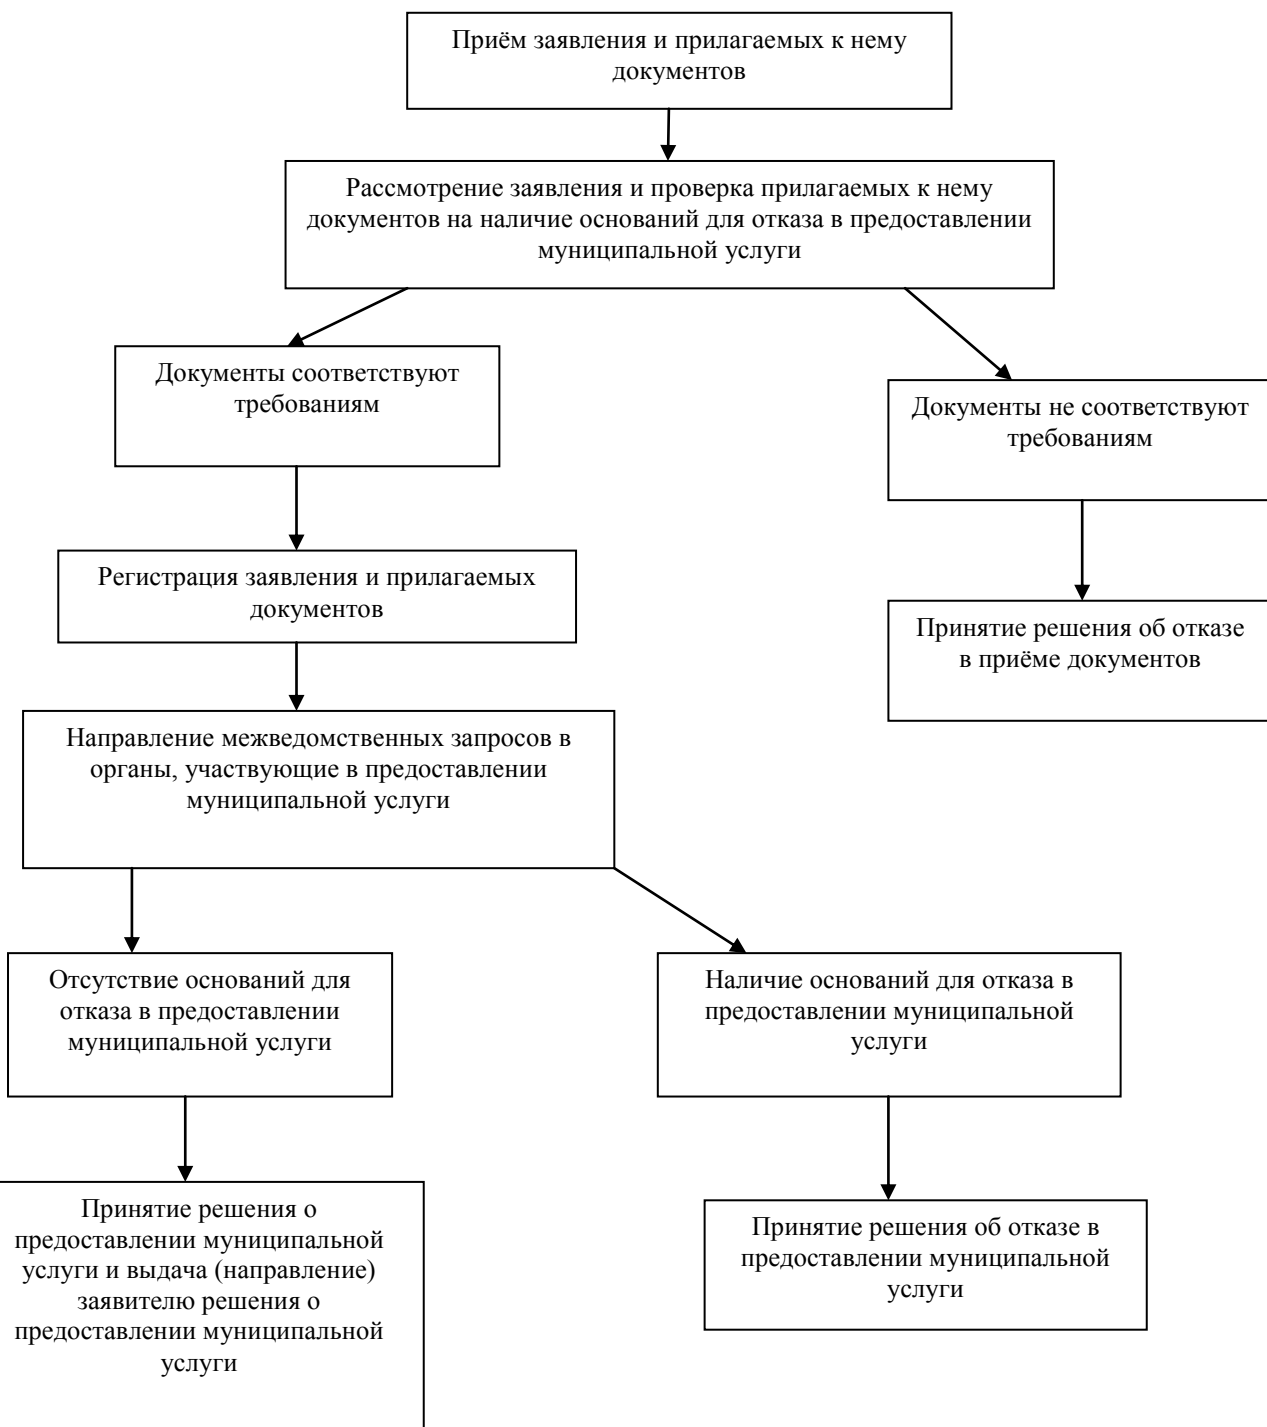 Приём заявления и прилагаемых к нему
документов
Рассмотрение заявления и проверка прилагаемых к нему
документов на наличие оснований для отказа в предоставлении
муниципальной услуги
Документы соответствуют
требованиям
Документы не соответствуют
требованиям
Регистрация заявления и прилагаемых
документов
Принятие решения об отказе
в приёме документов
Направление межведомственных запросов в
органы, участвующие в предоставлении
муниципальной услуги
Отсутствие оснований для
отказа в предоставлении
муниципальной услуги
Наличие оснований для отказа в
предоставлении муниципальной
услуги
Принятие решения о
предоставлении муниципальной
услуги и выдача (направление)
заявителю решения о
предоставлении муниципальной
услуги
Принятие решения об отказе в
предоставлении муниципальной
услуги